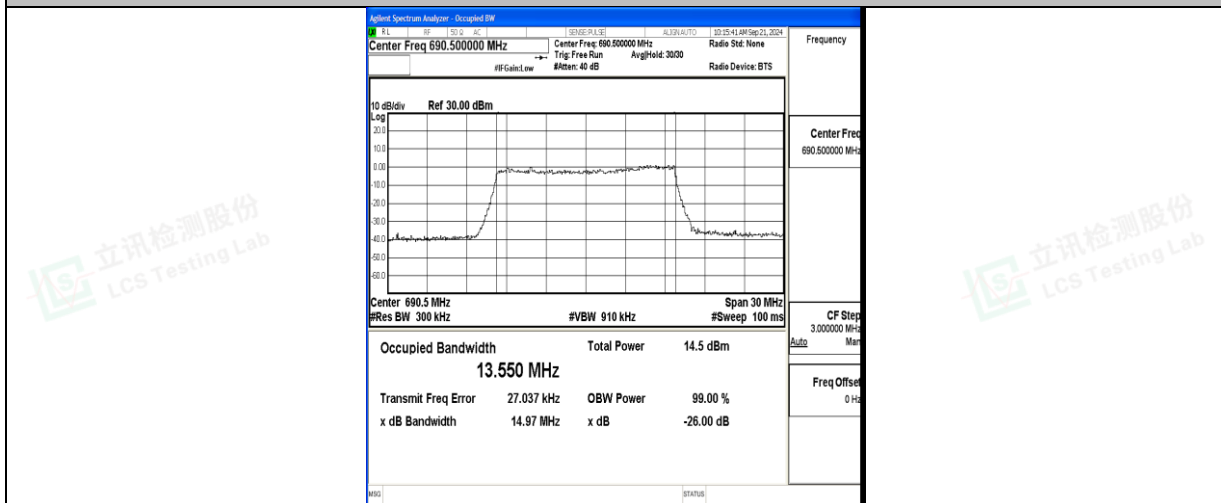 Agilent Spectrum Analyzer - Occupied BW
RL RF 50 Ω AC SENSE:PULSE ALIGN AUTO 10:15:41 AM Sep 21, 2024
Center Freq 690.500000 MHz
Center Freq: 690.500000 MHz
Radio Std: None
Trig: Free Run
Avg|Hold: 30/30
#IFGain:Low
#Atten: 40 dB
Radio Device: BTS
10 dB/div Ref 30.00 dBm
Log
20.0
10.0
0.00
-10.0
-20.0
-30.0
-40.0
-50.0
-60.0
Center 690.5 MHz
Span 30 MHz
#Res BW 300 kHz
#VBW 910 kHz
#Sweep 100 ms
Occupied Bandwidth
13.550 MHz
Total Power 14.5 dBm
Transmit Freq Error 27.037 kHz
OBW Power 99.00 %
x dB Bandwidth 14.97 MHz
x dB -26.00 dB
MSG
STATUS
Frequency
Center Freq
690.500000 MHz
CF Step
3.000000 MHz
Auto Man
Freq Offset
0 Hz
立讯检测股份
LCS Testing Lab
立讯检测股份
LCS Testing Lab